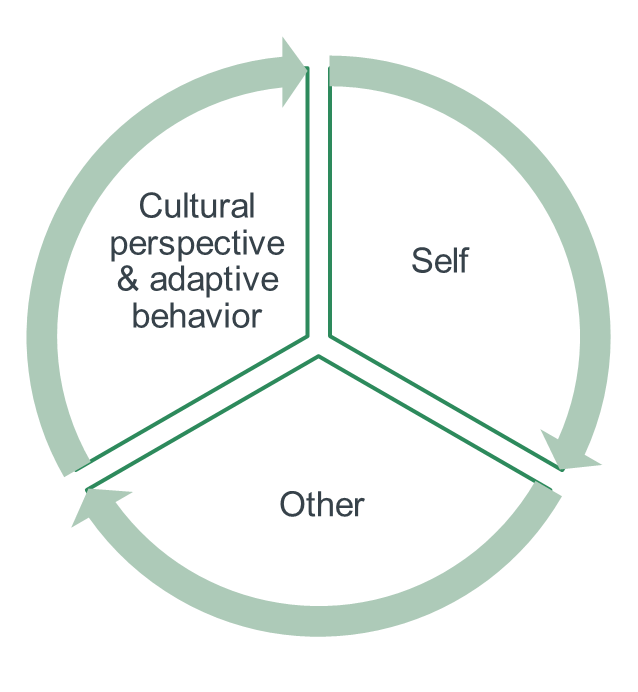 Cultural
perspective
& adaptive
behavior
Self
Other